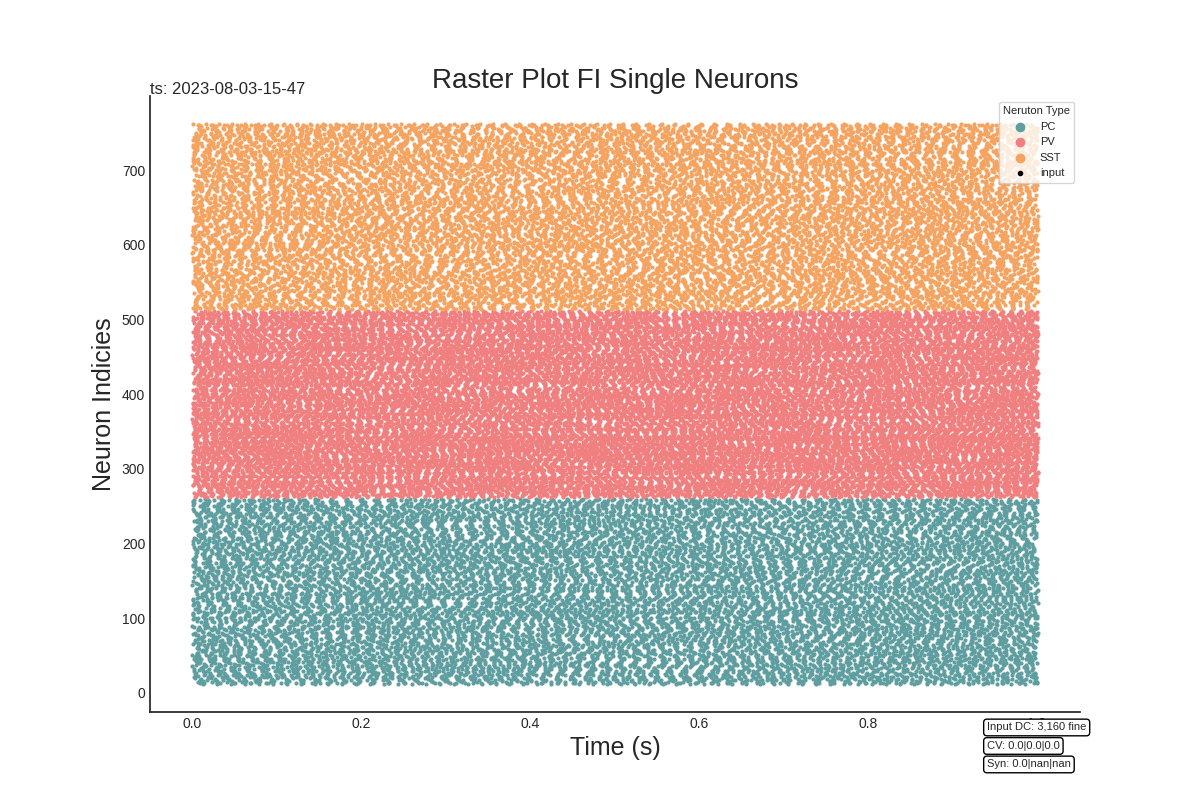 Raster Plot FI Single Neurons
ts: 2023-08-03-15-47
Neruton Type
PC
PV
SST
input
Neuron Indicies
700
600
500
400
300
200
100
0
0.0
0.2
0.4
0.6
0.8
Time (s)
Input DC: 3,160 fine
CV: 0.0|0.0|0.0
Syn: 0.0|nan|nan